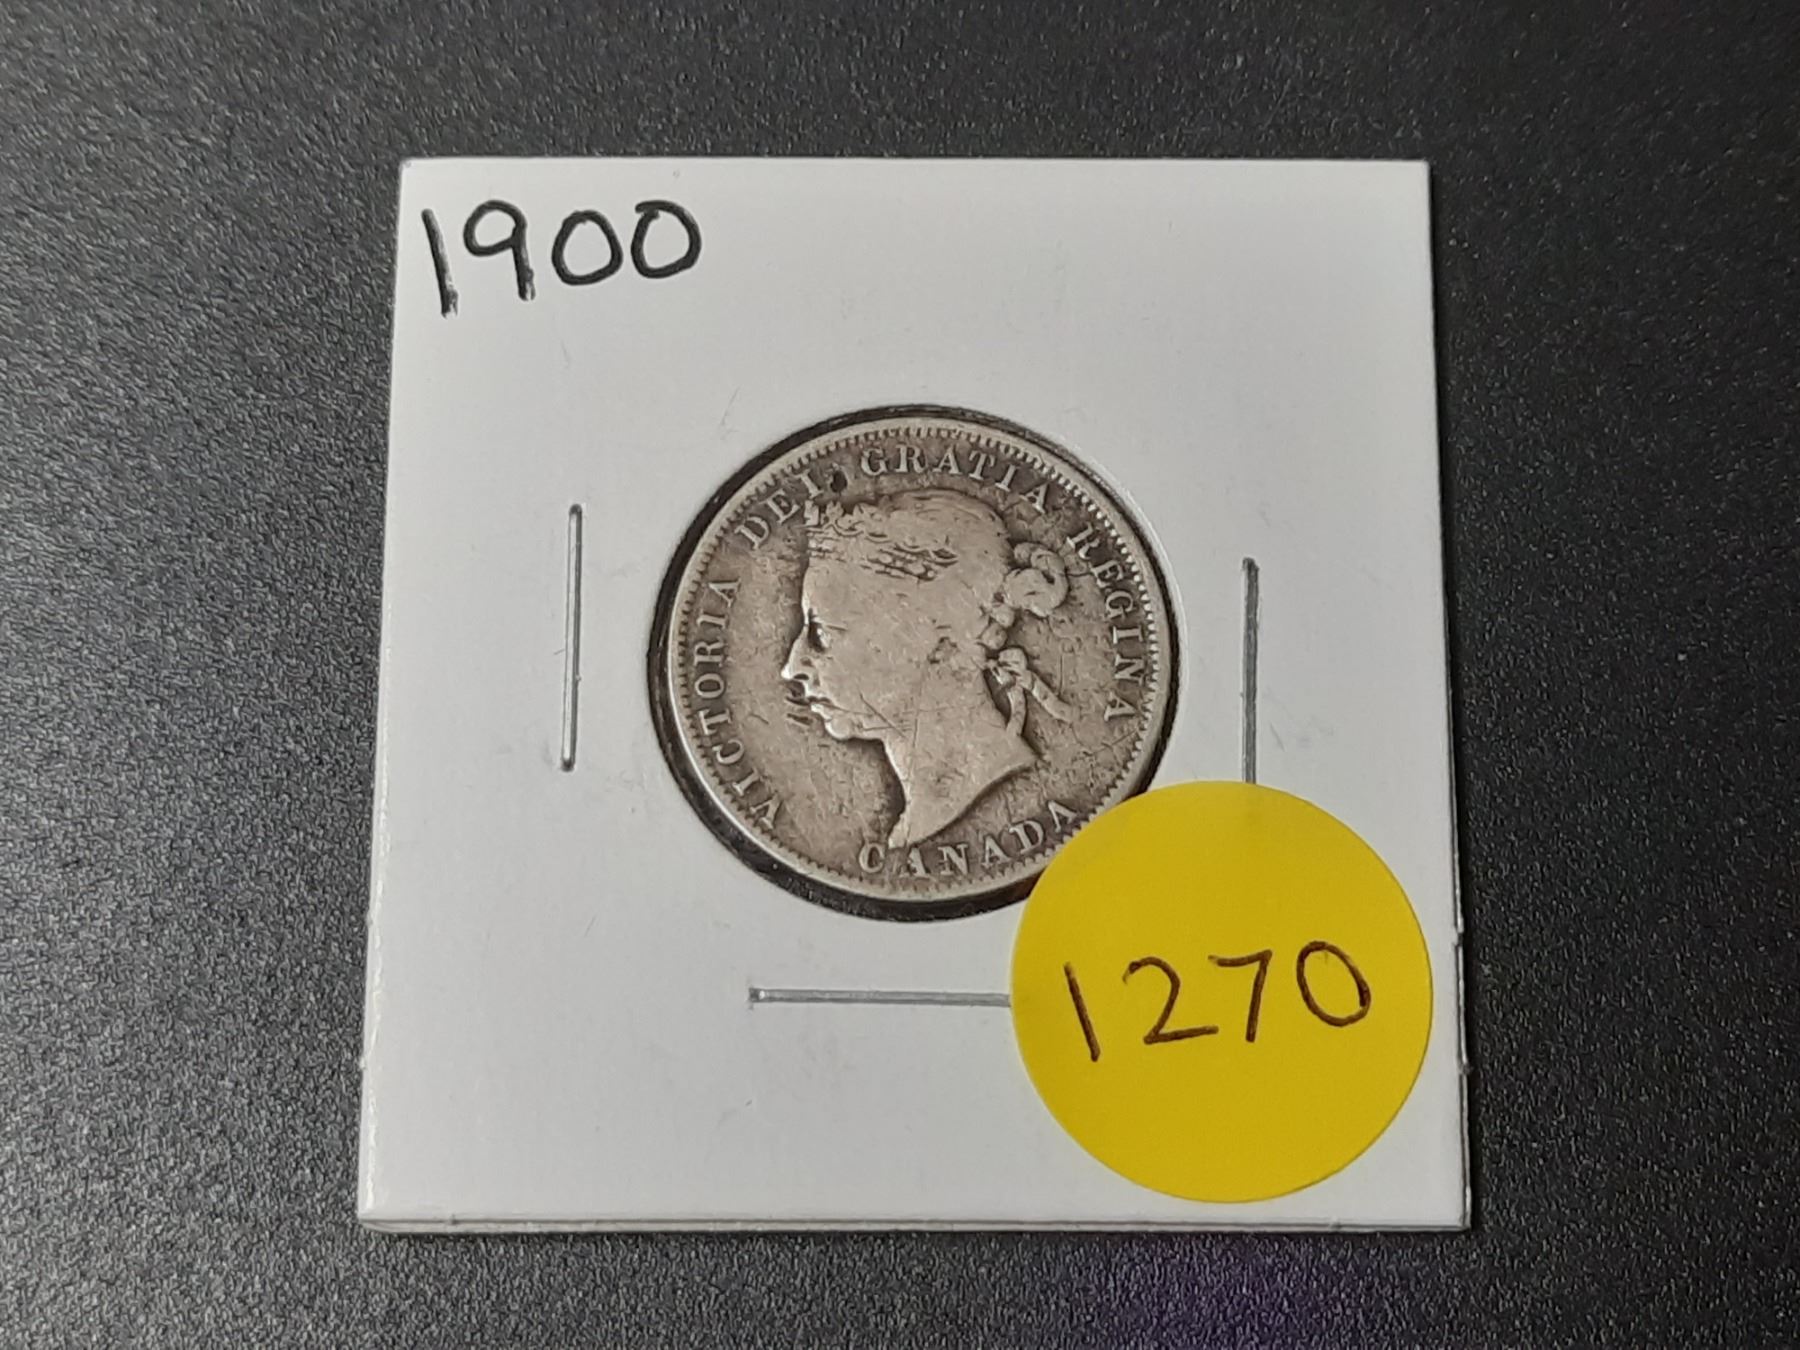 1900
VICTORIA DEI GRATIA REGINA
CANADA
1270